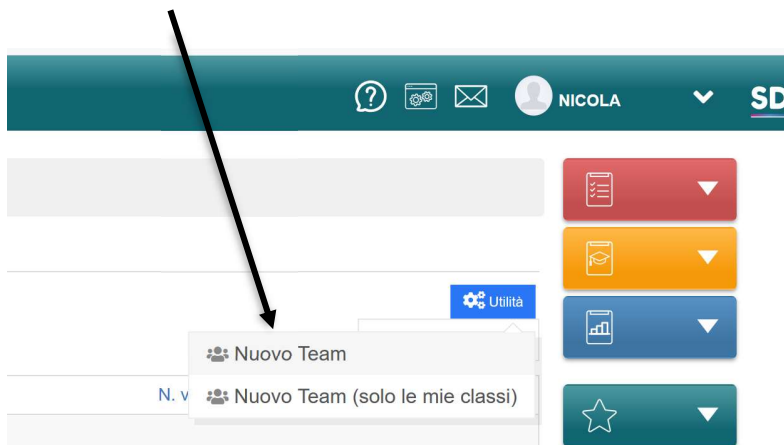 NICOLA
SD
Utilità
Nuovo Team
N. v
Nuovo Team (solo le mie classi)